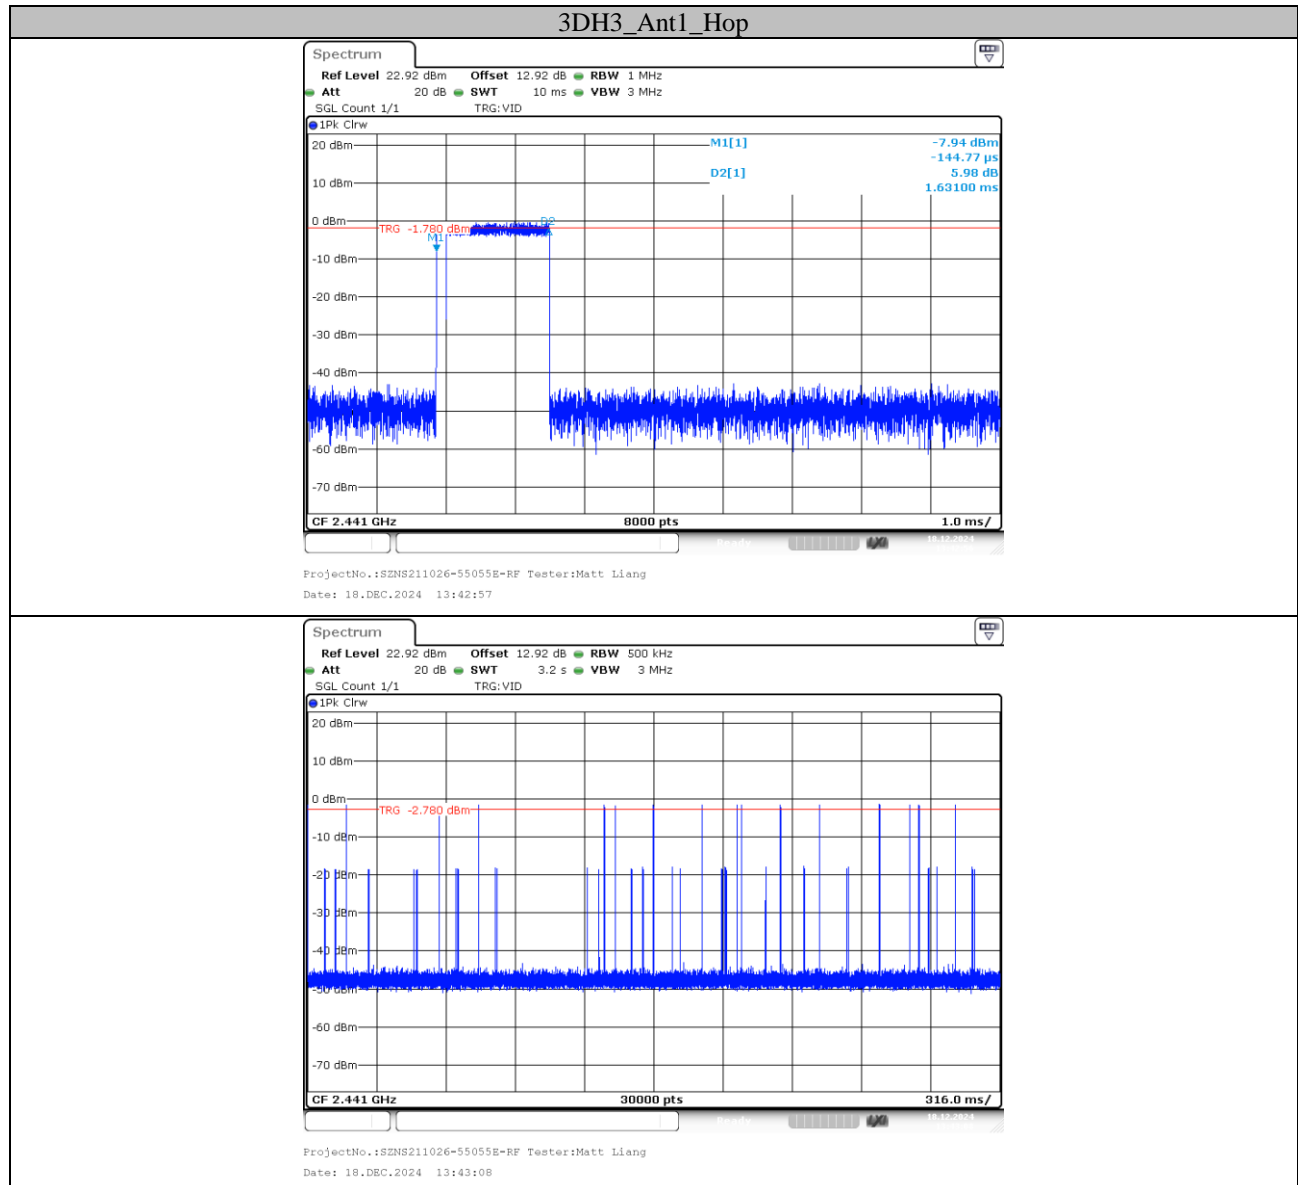 3DH3_Ant1_Hop
Spectrum
Ref Level 22.92 dBm Offset 12.92 dB RBW 1 MHz
Att 20 dB SWT 10 ms VBW 3 MHz
SGL Count 1/1 TRG:VID
1Pk Clrw
M1[1] -7.94 dBm
-144.77 µs
D2[1] 5.98 dB
1.63100 ms
20 dBm
10 dBm
0 dBm
D2
TRG -1.780 dBm
M1
-10 dBm
-20 dBm
-30 dBm
-40 dBm
-60 dBm
-70 dBm
CF 2.441 GHz 8000 pts 1.0 ms/
Ready 18.12.2024
ProjectNo.:SZNS211026-55055E-RF Tester:Matt Liang
Date: 18.DEC.2024 13:42:57
Spectrum
Ref Level 22.92 dBm Offset 12.92 dB RBW 500 kHz
Att 20 dB SWT 3.2 s VBW 3 MHz
SGL Count 1/1 TRG:VID
1Pk Clrw
20 dBm
10 dBm
0 dBm
TRG -2.780 dBm
-10 dBm
-20 dBm
-30 dBm
-40 dBm
-50 dBm
-60 dBm
-70 dBm
CF 2.441 GHz 30000 pts 316.0 ms/
Ready 18.12.2024
ProjectNo.:SZNS211026-55055E-RF Tester:Matt Liang
Date: 18.DEC.2024 13:43:08